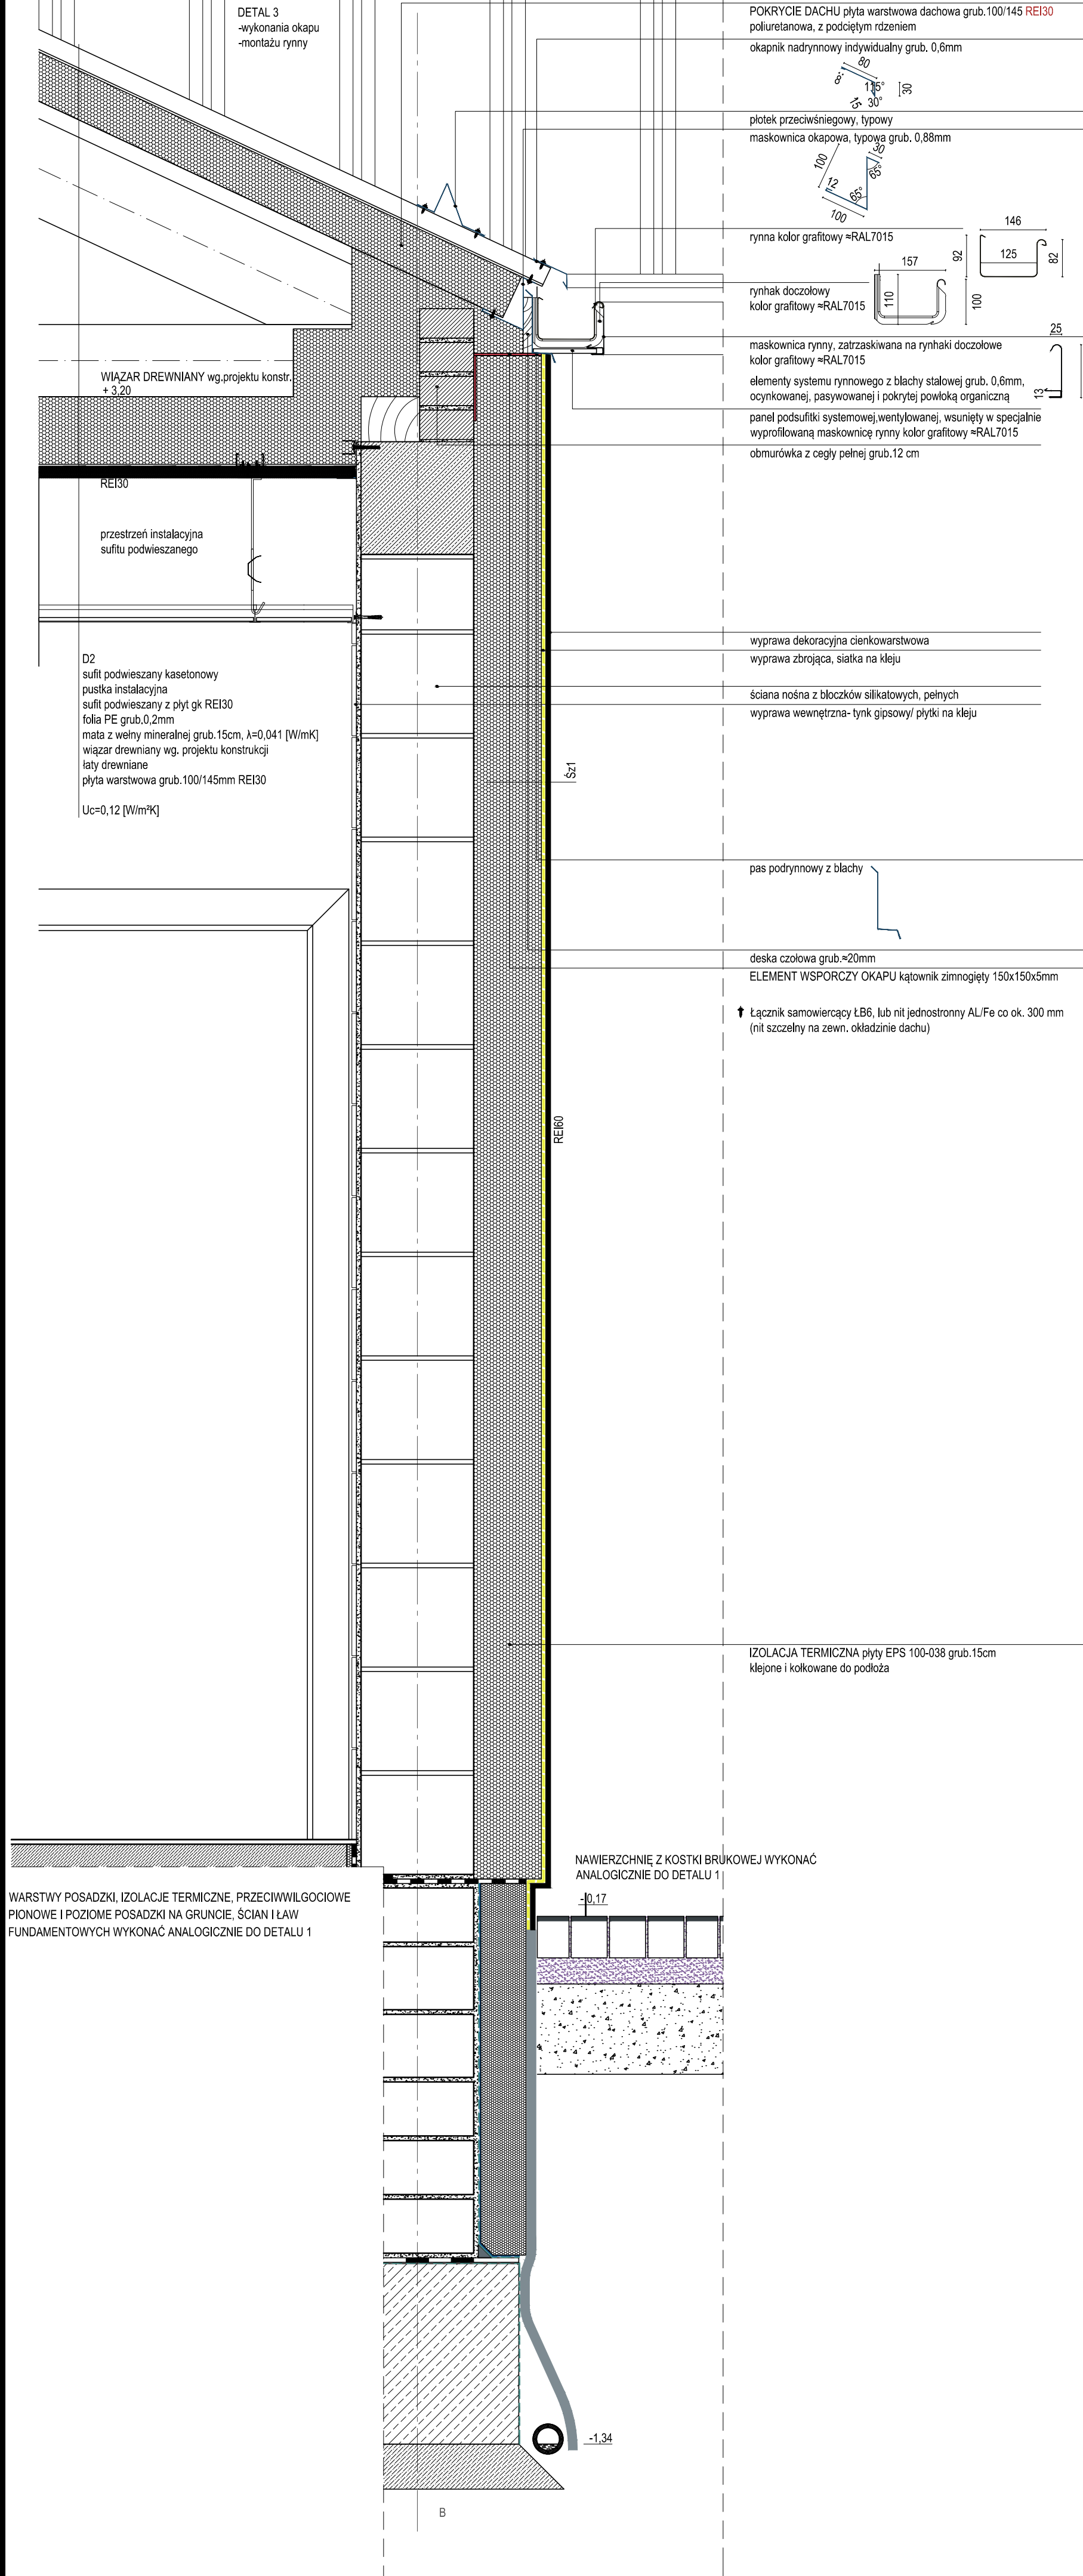 DETAL 3
-wykonania okapu
-montażu rynny
POKRYCIE DACHU płyta warstwowa dachowa grub.100/145 REI30
poliuretanowa, z podciętym rdzeniem
okapnik nadrynnowy indywidualny grub. 0,6mm
80
8
115°
30
15
30°
płotek przeciwśniegowy, typowy
maskownica okapowa, typowa grub. 0,88mm
100
30
65°
12
65°
100
rynna kolor grafitowy ≈RAL7015
146
92
125
82
rynhak doczołowy
kolor grafitowy ≈RAL7015
157
110
100
maskownica rynny, zatrzaskiwana na rynhaki doczołowe
kolor grafitowy ≈RAL7015
25
13
elementy systemu rynnowego z blachy stalowej grub. 0,6mm,
ocynkowanej, pasywowanej i pokrytej powłoką organiczną
panel podsufitki systemowej,wentylowanej, wsunięty w specjalnie
wyprofilowaną maskownicę rynny kolor grafitowy ≈RAL7015
obmurówka z cegły pełnej grub.12 cm
WIĄZAR DREWNIANY wg.projektu konstr.
+ 3,20
REI30
przestrzeń instalacyjna
sufitu podwieszanego
wyprawa dekoracyjna cienkowarstwowa
wyprawa zbrojąca, siatka na kleju
ściana nośna z bloczków silikatowych, pełnych
wyprawa wewnętrzna- tynk gipsowy/ płytki na kleju
D2
sufit podwieszany kasetonowy
pustka instalacyjna
sufit podwieszany z płyt gk REI30
folia PE grub.0,2mm
mata z wełny mineralnej grub.15cm, λ=0,041 [W/mK]
wiązar drewniany wg. projektu konstrukcji
łaty drewniane
płyta warstwowa grub.100/145mm REI30
Uc=0,12 [W/m²K]
Śz1
pas podrynnowy z blachy
deska czołowa grub.≈20mm
ELEMENT WSPORCZY OKAPU kątownik zimnogięty 150x150x5mm
Łącznik samowiercący ŁB6, lub nit jednostronny AL/Fe co ok. 300 mm
(nit szczelny na zewn. okładzinie dachu)
REI60
IZOLACJA TERMICZNA płyty EPS 100-038 grub.15cm
klejone i kołkowane do podłoża
NAWIERZCHNIĘ Z KOSTKI BRUKOWEJ WYKONAĆ
ANALOGICZNIE DO DETALU 1
-0,17
WARSTWY POSADZKI, IZOLACJE TERMICZNE, PRZECIWWILGOCIOWE
PIONOWE I POZIOME POSADZKI NA GRUNCIE, ŚCIAN I ŁAW
FUNDAMENTOWYCH WYKONAĆ ANALOGICZNIE DO DETALU 1
-1,34
B